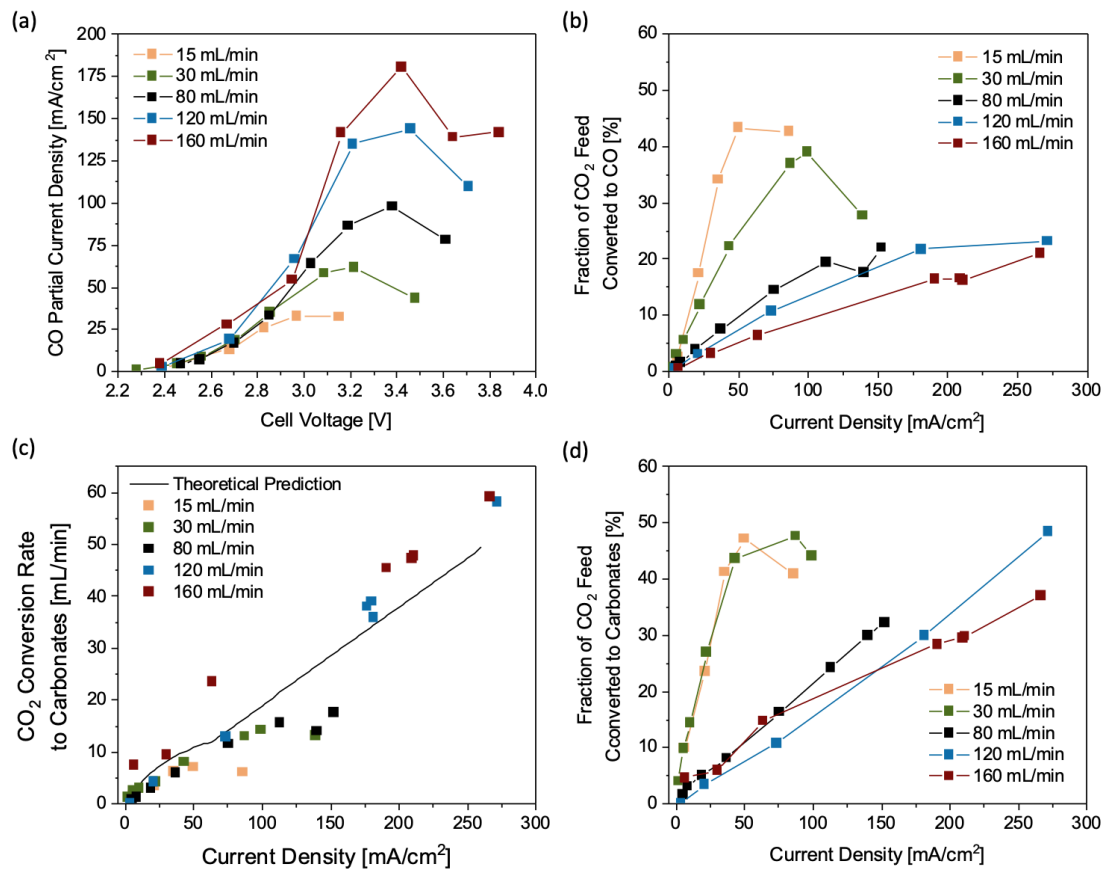 (a)
CO Partial Current Density [mA/cm²]
200
175
150
125
100
75
50
25
0
15 mL/min
30 mL/min
80 mL/min
120 mL/min
160 mL/min
2.2 2.4 2.6 2.8 3.0 3.2 3.4 3.6 3.8 4.0
Cell Voltage [V]
(b)
Fraction of CO₂ Feed
Converted to CO [%]
60
50
40
30
20
10
0
15 mL/min
30 mL/min
80 mL/min
120 mL/min
160 mL/min
0 50 100 150 200 250 300
Current Density [mA/cm²]
(c)
CO₂ Conversion Rate
to Carbonates [mL/min]
60
50
40
30
20
10
0
Theoretical Prediction
15 mL/min
30 mL/min
80 mL/min
120 mL/min
160 mL/min
0 50 100 150 200 250 300
Current Density [mA/cm²]
(d)
Fraction of CO₂ Feed
Cconverted to Carbonates [%]
60
50
40
30
20
10
0
15 mL/min
30 mL/min
80 mL/min
120 mL/min
160 mL/min
0 50 100 150 200 250 300
Current Density [mA/cm²]